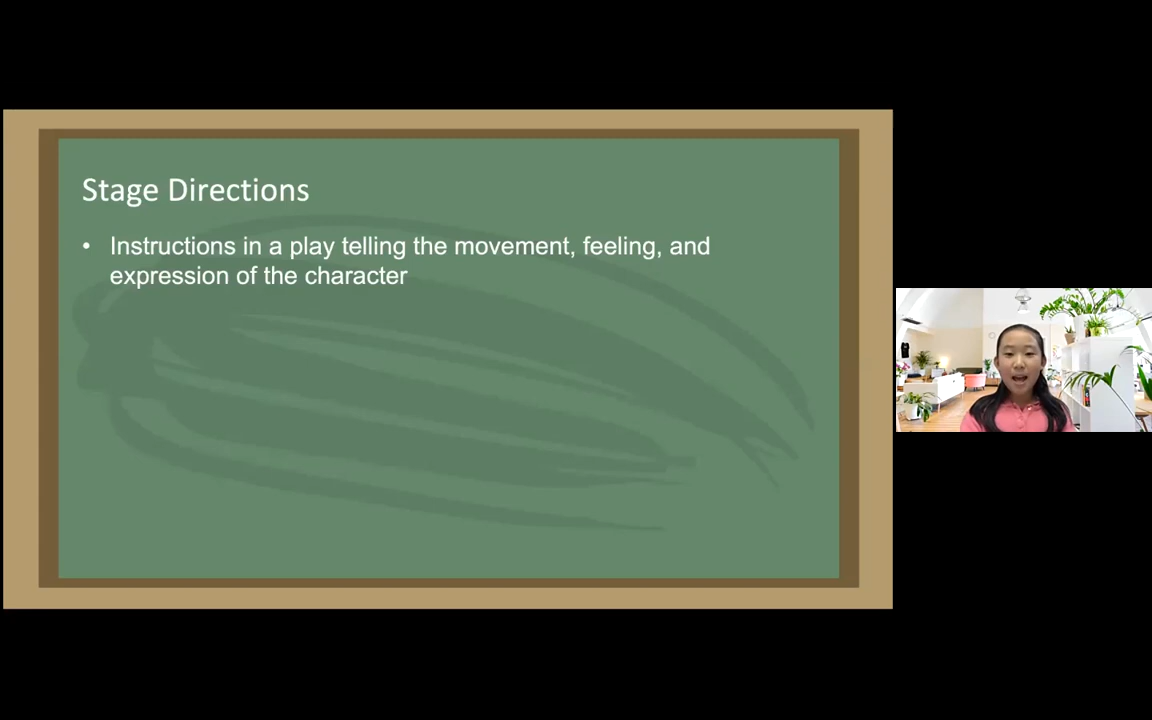 Stage Directions
• Instructions in a play telling the movement, feeling, and
expression of the character